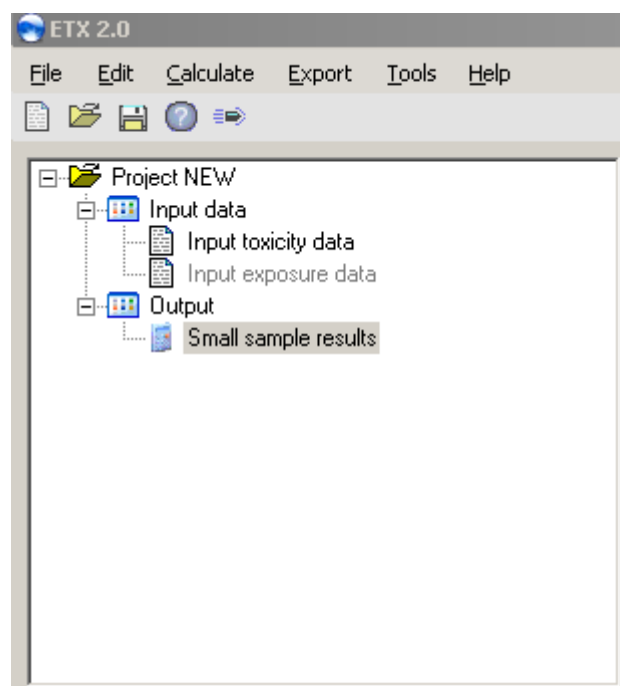 ETX 2.0
File Edit Calculate Export Tools Help
Project NEW
Input data
Input toxicity data
Input exposure data
Output
Small sample results